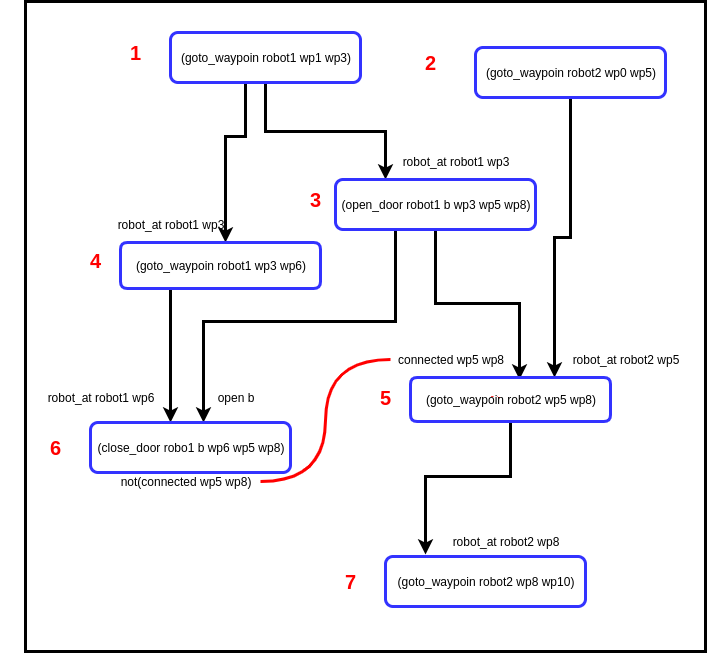 1
(goto_waypoin robot1 wp1 wp3)
2
(goto_waypoin robot2 wp0 wp5)
robot_at robot1 wp3
3
(open_door robot1 b wp3 wp5 wp8)
robot_at robot1 wp3
4
(goto_waypoin robot1 wp3 wp6)
connected wp5 wp8
robot_at robot2 wp5
robot_at robot1 wp6
open b
5
(goto_waypoin robot2 wp5 wp8)
6
(close_door robo1 b wp6 wp5 wp8)
not(connected wp5 wp8)
robot_at robot2 wp8
7
(goto_waypoin robot2 wp8 wp10)